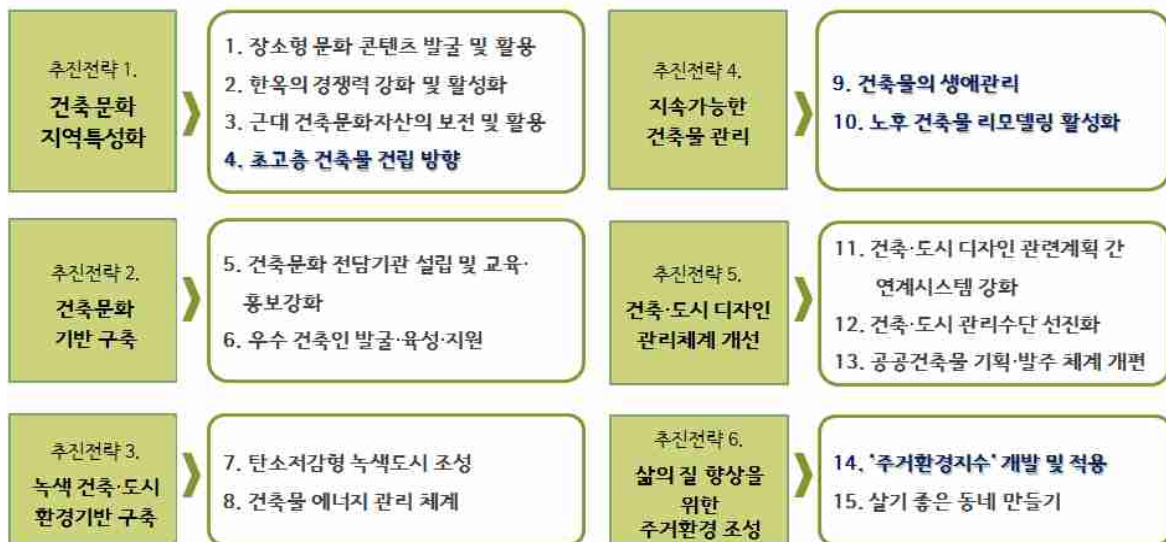 추진전략 1.
건축문화
지역특성화
1. 장소형 문화 콘텐츠 발굴 및 활용
2. 한옥의 경쟁력 강화 및 활성화
3. 근대 건축문화자산의 보전 및 활용
4. 초고층 건축물 건립 방향
추진전략 2.
건축문화
기반 구축
5. 건축문화 전담기관 설립 및 교육·
홍보강화
6. 우수 건축인 발굴·육성·지원
추진전략 3.
녹색 건축·도시
환경기반 구축
7. 탄소저감형 녹색도시 조성
8. 건축물 에너지 관리 체계
추진전략 4.
지속가능한
건축물 관리
9. 건축물의 생애관리
10. 노후 건축물 리모델링 활성화
추진전략 5.
건축·도시 디자인
관리체계 개선
11. 건축·도시 디자인 관련계획 간
연계시스템 강화
12. 건축·도시 관리수단 선진화
13. 공공건축물 기획·발주 체계 개편
추진전략 6.
삶의 질 향상을
위한
주거환경 조성
14. '주거환경지수' 개발 및 적용
15. 살기 좋은 동네 만들기